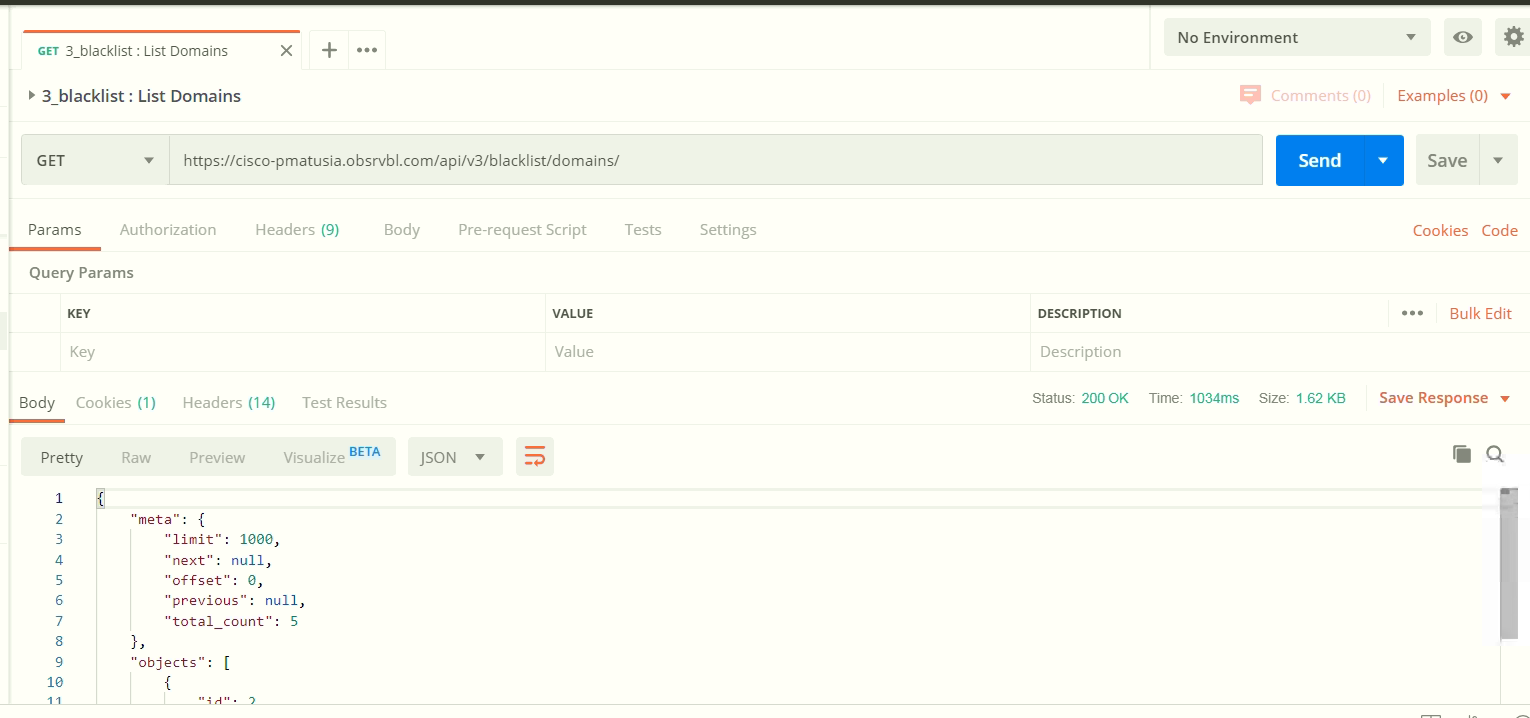 GET 3_blacklist : List Domains
No Environment
3_blacklist : List Domains
Comments (0) Examples (0)
GET https://cisco-pmatusia.obsrvbl.com/api/v3/blacklist/domains/ Send Save
Params Authorization Headers (9) Body Pre-request Script Tests Settings Cookies Code
Query Params
KEY VALUE DESCRIPTION Bulk Edit
Key Value Description
Body Cookies (1) Headers (14) Test Results Status: 200 OK Time: 1034ms Size: 1.62 KB Save Response
Pretty Raw Preview Visualize BETA JSON
1 {
2 "meta": {
3 "limit": 1000,
4 "next": null,
5 "offset": 0,
6 "previous": null,
7 "total_count": 5
8 },
9 "objects": [
10 {
11 "id": 2